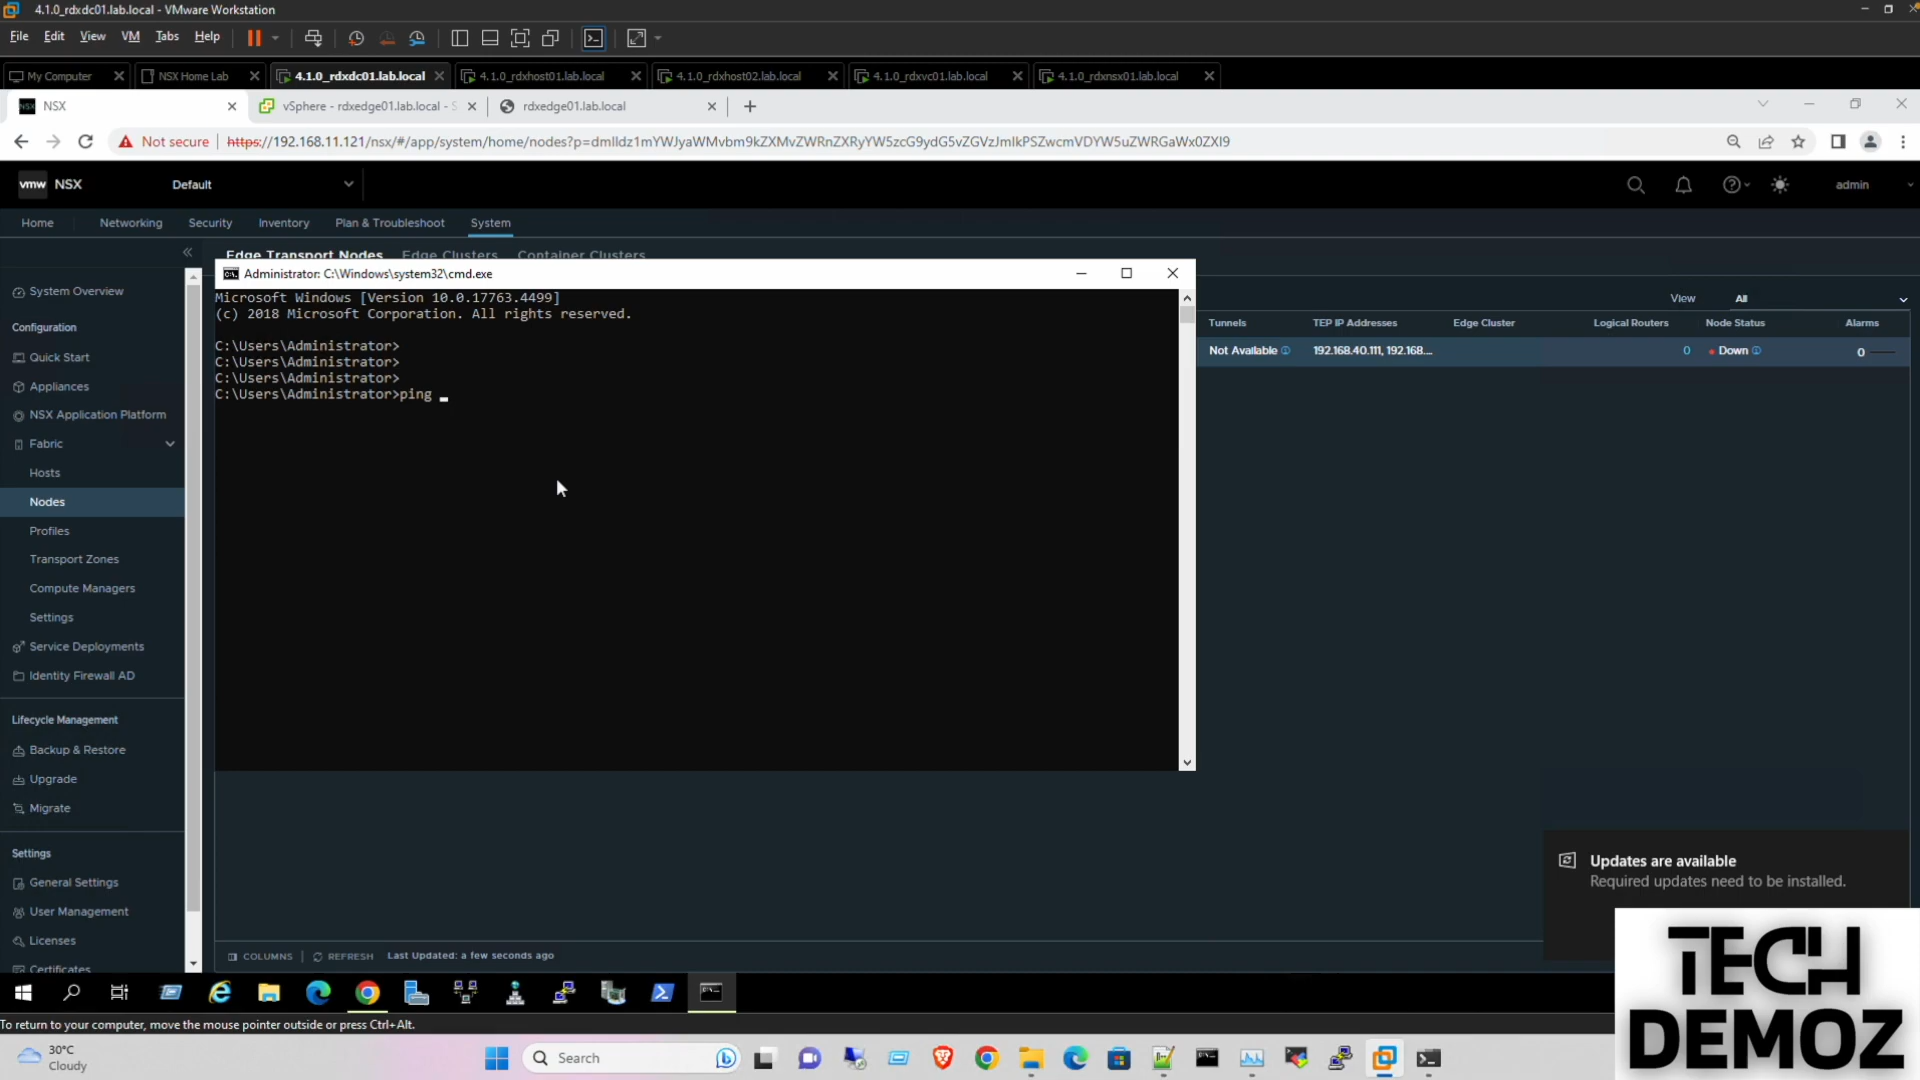 4.1.0_rdxdc01.lab.local - VMware Workstation
File Edit View VM Tabs Help
My Computer NSX Home Lab 4.1.0_rdxdc01.lab.local 4.1.0_rdxhost01.lab.local 4.1.0_rdxhost02.lab.local 4.1.0_rdxvc01.lab.local 4.1.0_rdxnsx01.lab.local
NSX vSphere - rdxedge01.lab.local - S rdxedge01.lab.local
Not secure https://192.168.11.121/nsx/#/app/system/home/nodes?p=dmlldz1mYWJyaWMvbm9kZXMvZWRnZXRyYW5zcG9ydG5vZGVzJmlkPSZwcmVDYW5uZWRGaWx0ZXI9
vmw NSX Default admin
Home Networking Security Inventory Plan & Troubleshoot System
Edge Transport Nodes Edge Clusters Container Clusters
Administrator: C:\Windows\system32\cmd.exe
Microsoft Windows [Version 10.0.17763.4499]
(c) 2018 Microsoft Corporation. All rights reserved.
C:\Users\Administrator>
C:\Users\Administrator>
C:\Users\Administrator>
C:\Users\Administrator>ping
System Overview
Configuration
Quick Start
Appliances
NSX Application Platform
Fabric
Hosts
Nodes
Profiles
Transport Zones
Compute Managers
Settings
Service Deployments
Identity Firewall AD
Lifecycle Management
Backup & Restore
Upgrade
Migrate
Settings
General Settings
User Management
Licenses
Certificates
View All
Tunnels TEP IP Addresses Edge Cluster Logical Routers Node Status Alarms
Not Available 192.168.40.111, 192.168.... 0 Down 0
COLUMNS REFRESH Last Updated: a few seconds ago
Updates are available
Required updates need to be installed.
TECH
DEMOZ
To return to your computer, move the mouse pointer outside or press Ctrl+Alt.
30°C
Cloudy
Search